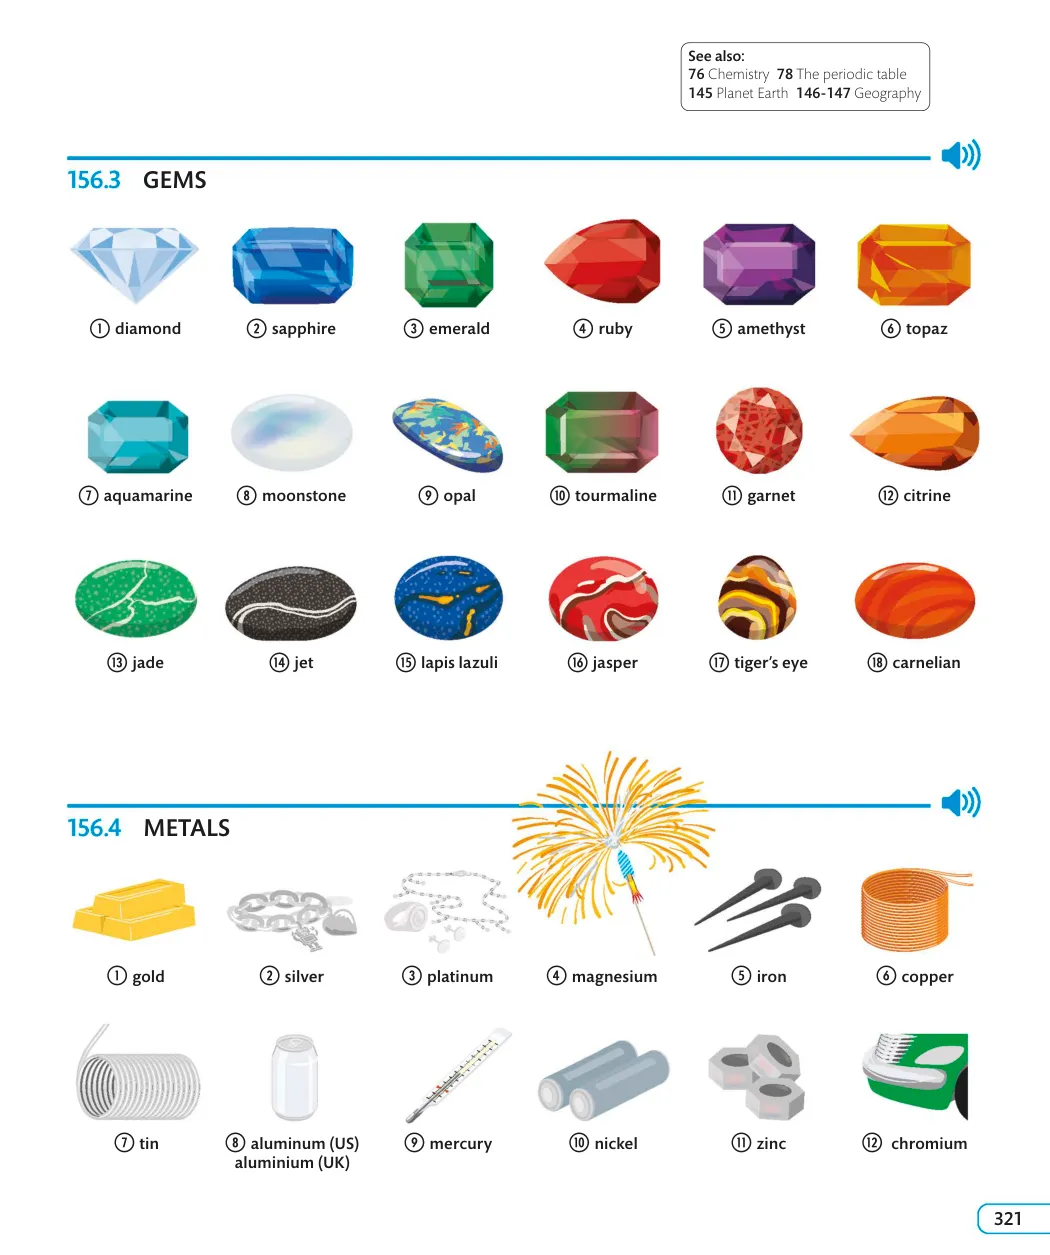 See also:
76 Chemistry 78 The periodic table
145 Planet Earth 146-147 Geography
156.3 GEMS
1 diamond
2 sapphire
3 emerald
4 ruby
5 amethyst
6 topaz
7 aquamarine
8 moonstone
9 opal
10 tourmaline
11 garnet
12 citrine
13 jade
14 jet
15 lapis lazuli
16 jasper
17 tiger's eye
18 carnelian
156.4 METALS
1 gold
2 silver
3 platinum
4 magnesium
5 iron
6 copper
7 tin
8 aluminum (US)
aluminium (UK)
9 mercury
10 nickel
11 zinc
12 chromium
321